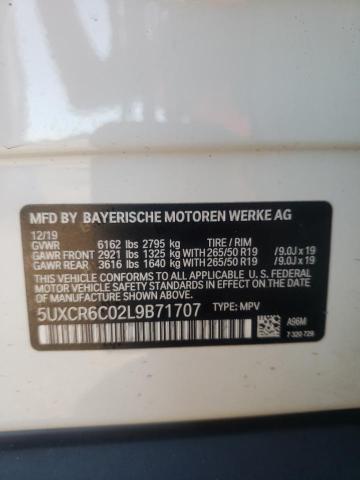 MFD BY BAYERISCHE MOTOREN WERKE AG
12/19
GVWR 6162 lbs 2795 kg TIRE / RIM
GAWR FRONT 2921 lbs 1325 kg WITH 265/50 R19 /9.0J x 19
GAWR REAR 3616 lbs 1640 kg WITH 265/50 R19 /9.0J x 19
THIS VEHICLE CONFORMS TO ALL APPLICABLE U. S. FEDERAL
MOTOR VEHICLE SAFETY STANDARDS IN EFFECT ON THE
DATE OF MANUFACTURE SHOWN ABOVE.
5UXCR6C02L9B71707 TYPE: MPV
A96M
7 320 729